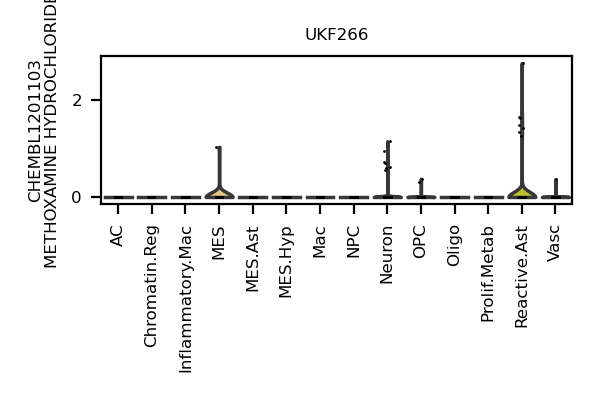 UKF266
CHEMBL1201103
METHOXAMINE HYDROCHLORIDE
2
0
AC
Chromatin.Reg
Inflammatory.Mac
MES
MES.Ast
MES.Hyp
Mac
NPC
Neuron
OPC
Oligo
Prolif.Metab
Reactive.Ast
Vasc